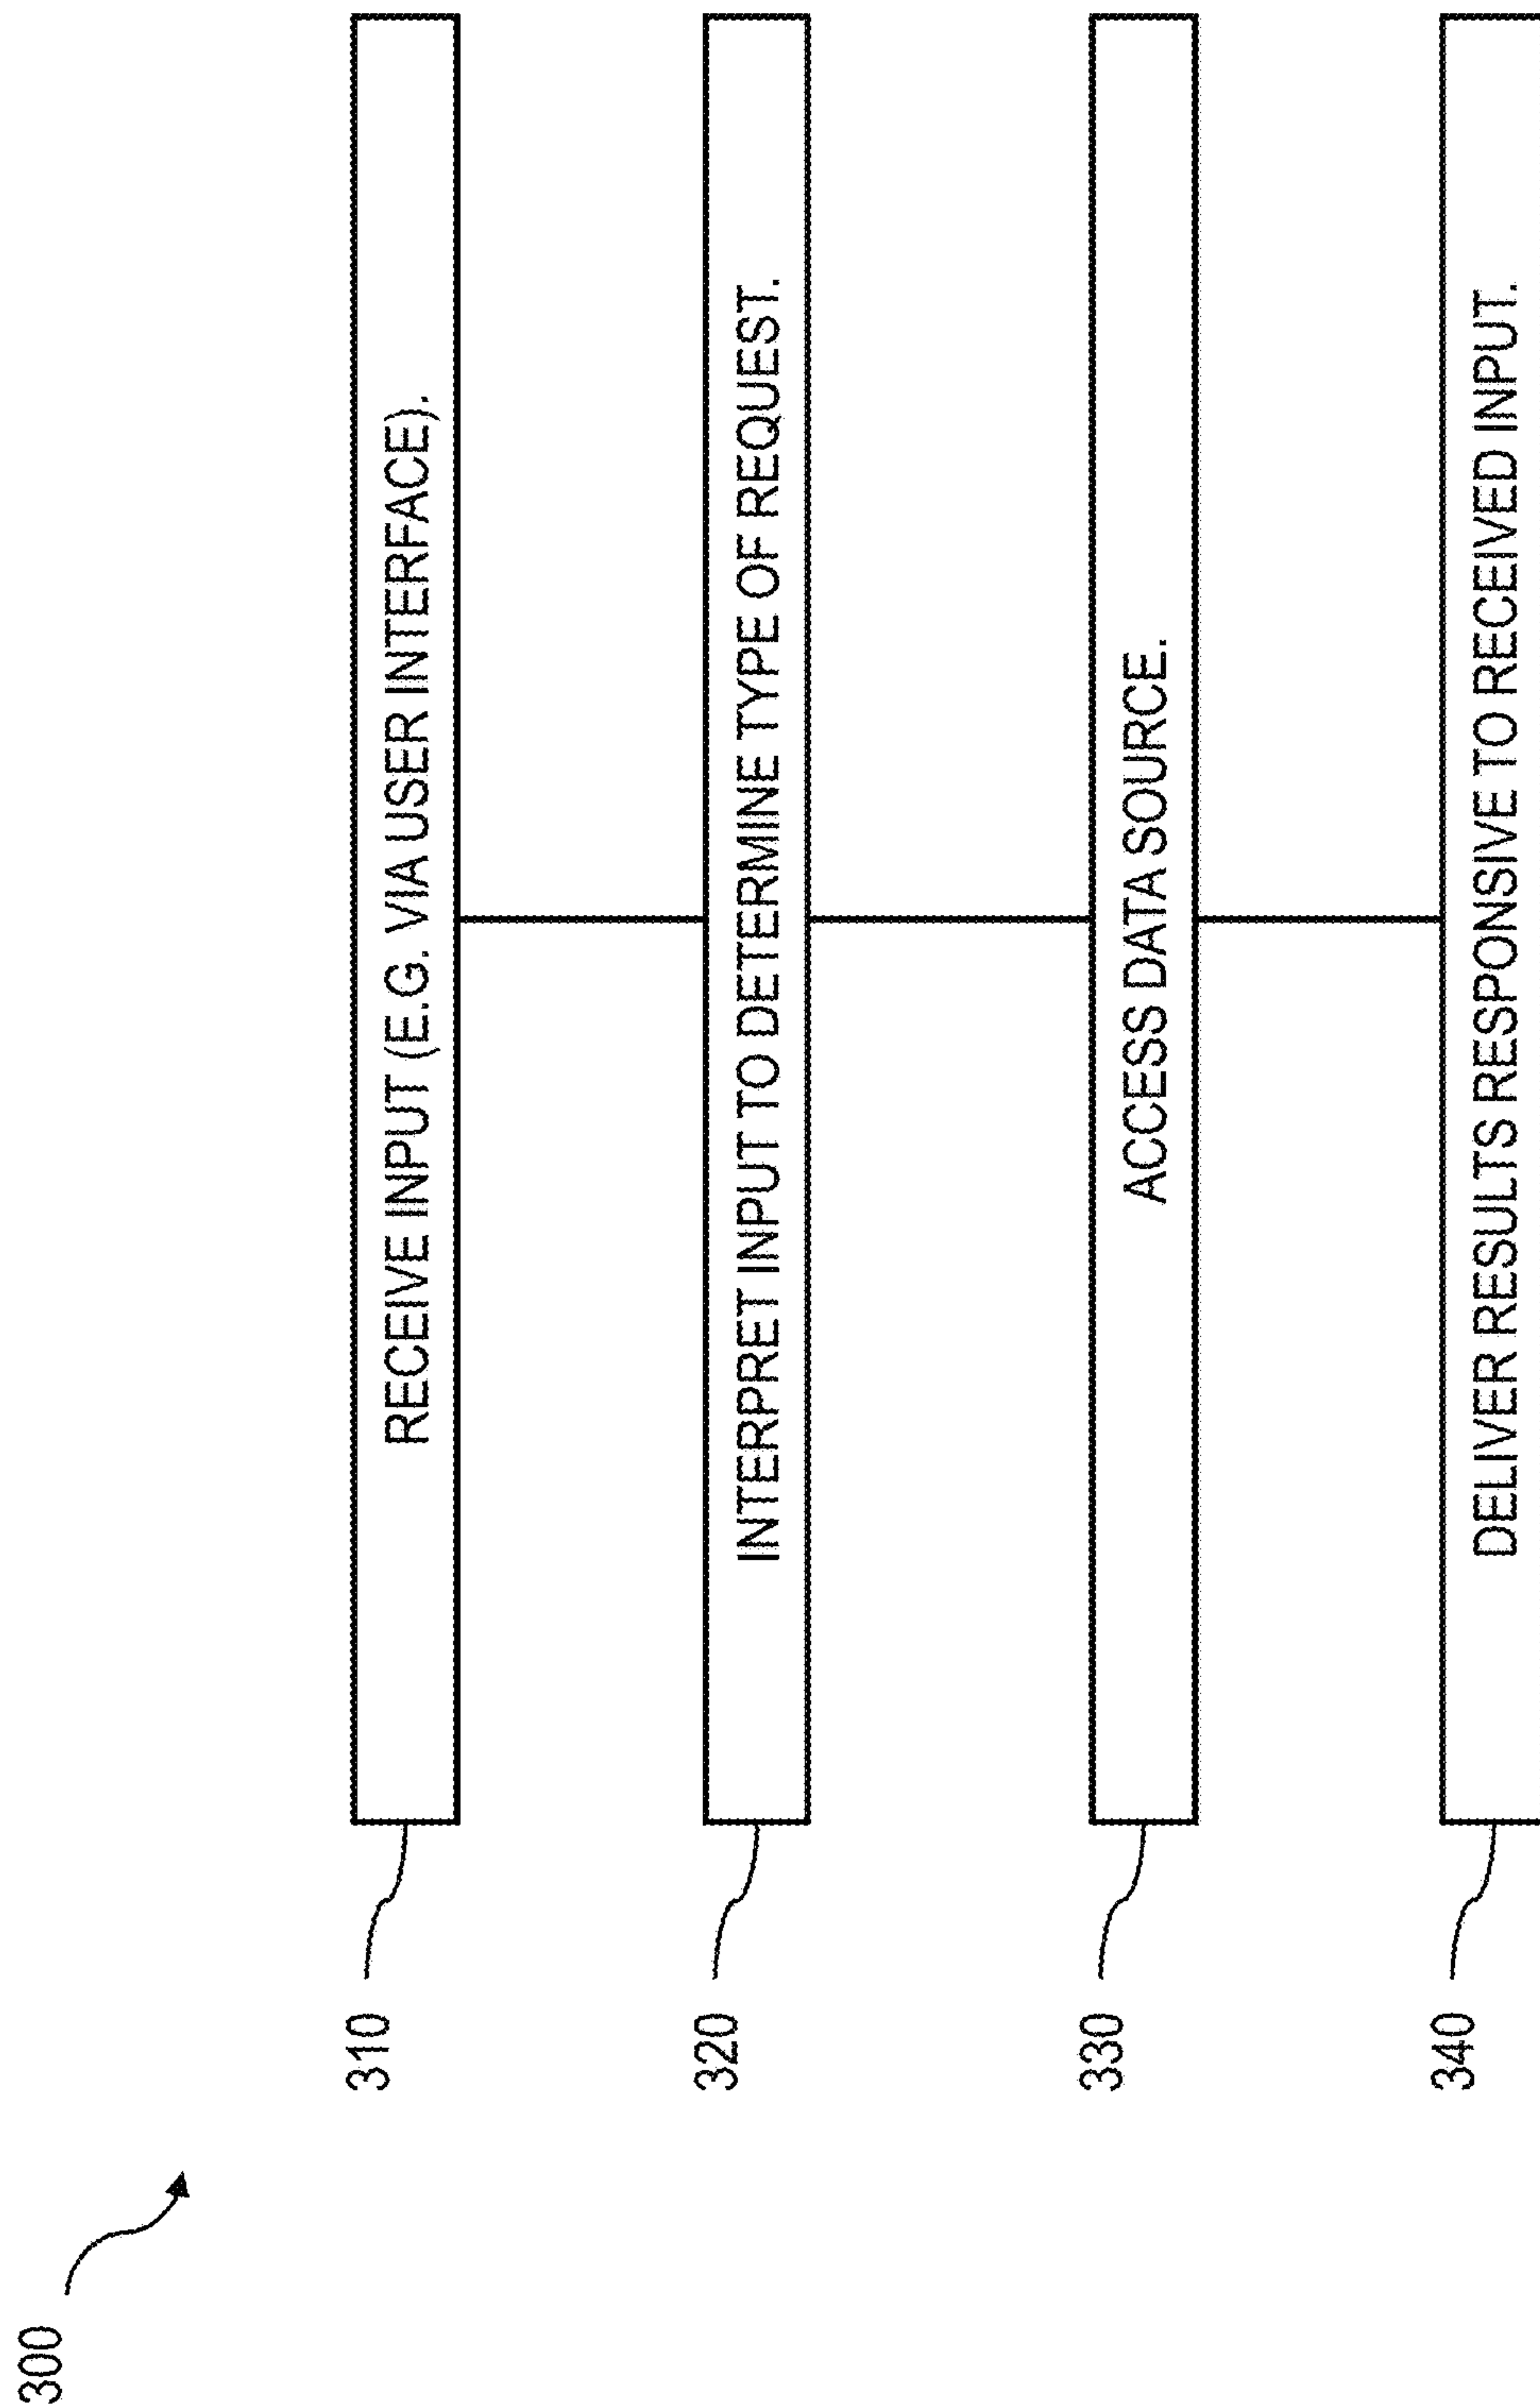 300
310
RECEIVE INPUT (E.G. VIA USER INTERFACE).
320
INTERPRET INPUT TO DETERMINE TYPE OF REQUEST.
330
ACCESS DATA SOURCE.
340
DELIVER RESULTS RESPONSIVE TO RECEIVED INPUT.